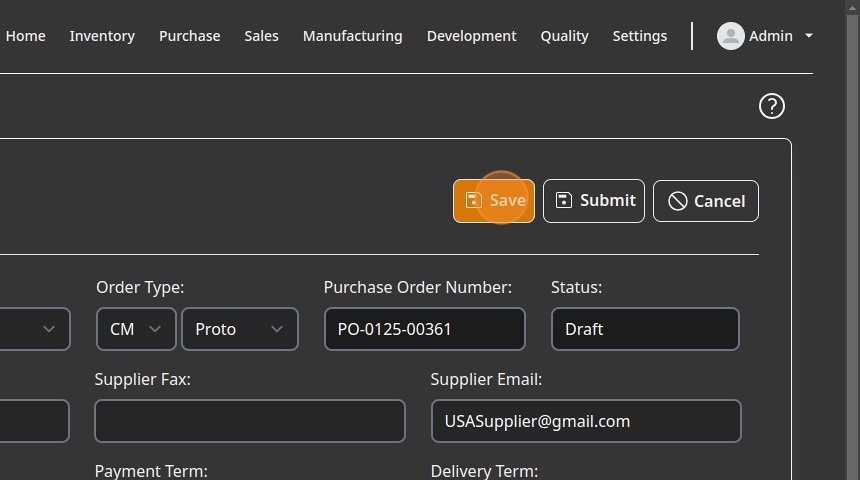 Home Inventory Purchase Sales Manufacturing Development Quality Settings Admin
?
Save Submit Cancel
Order Type: Purchase Order Number: Status:
CM Proto PO-0125-00361 Draft
Supplier Fax: Supplier Email:
USASupplier@gmail.com
Payment Term: Delivery Term: